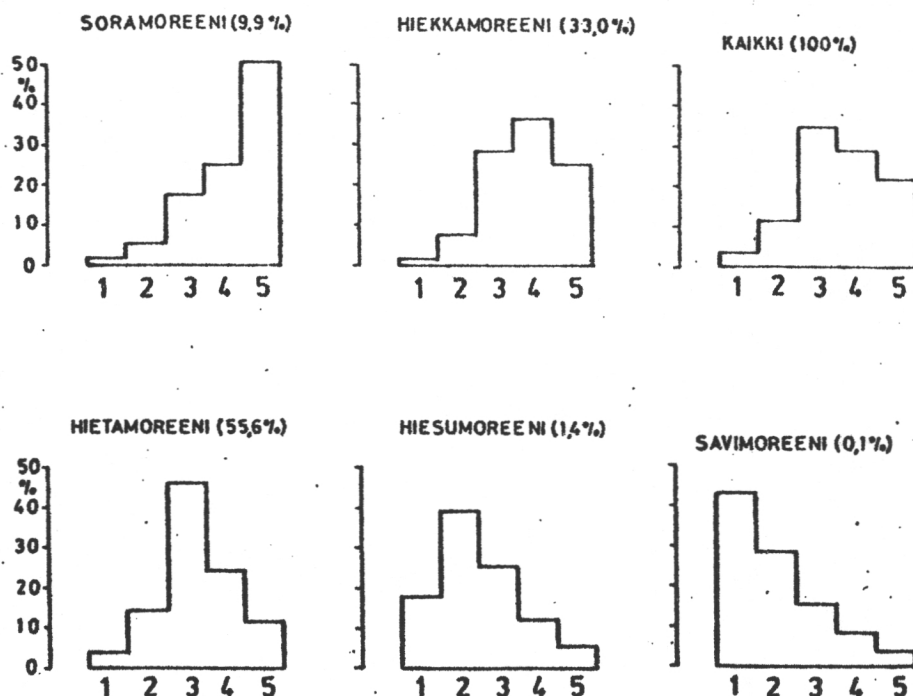 SORAMOREENI (9,9%)
HIEKKAMOREENI (33,0%)
KAIKKI (100%)
50
%
40
30
20
10
0
1 2 3 4 5
1 2 3 4 5
1 2 3 4 5
HIETAMOREENI (55,6%)
HIESUMOREENI (1,4%)
SAVIMOREENI (0,1%)
50
%
40
30
20
10
0
1 2 3 4 5
1 2 3 4 5
1 2 3 4 5